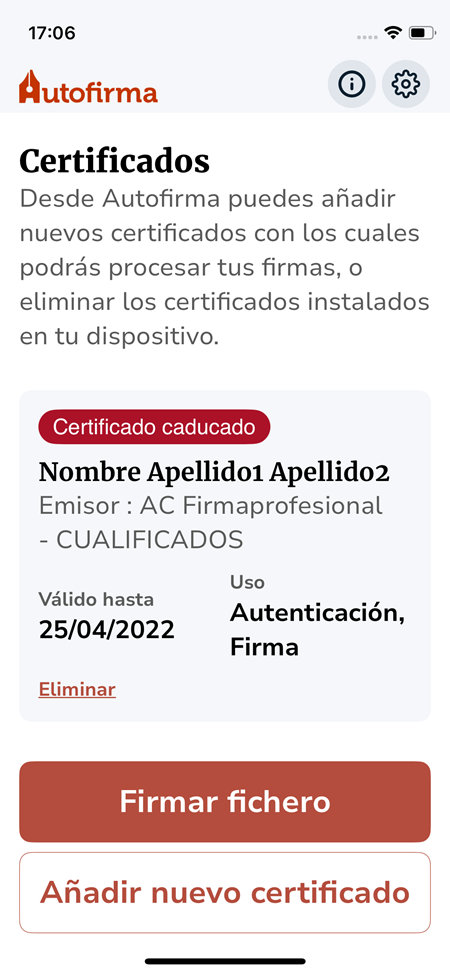 17:06
Autofirma
Certificados
Desde Autofirma puedes añadir
nuevos certificados con los cuales
podrás procesar tus firmas, o
eliminar los certificados instalados
en tu dispositivo.
Certificado caducado
Nombre Apellido1 Apellido2
Emisor : AC Firmaprofesional
- CUALIFICADOS
Válido hasta
25/04/2022
Uso
Autenticación,
Firma
Eliminar
Firmar fichero
Añadir nuevo certificado